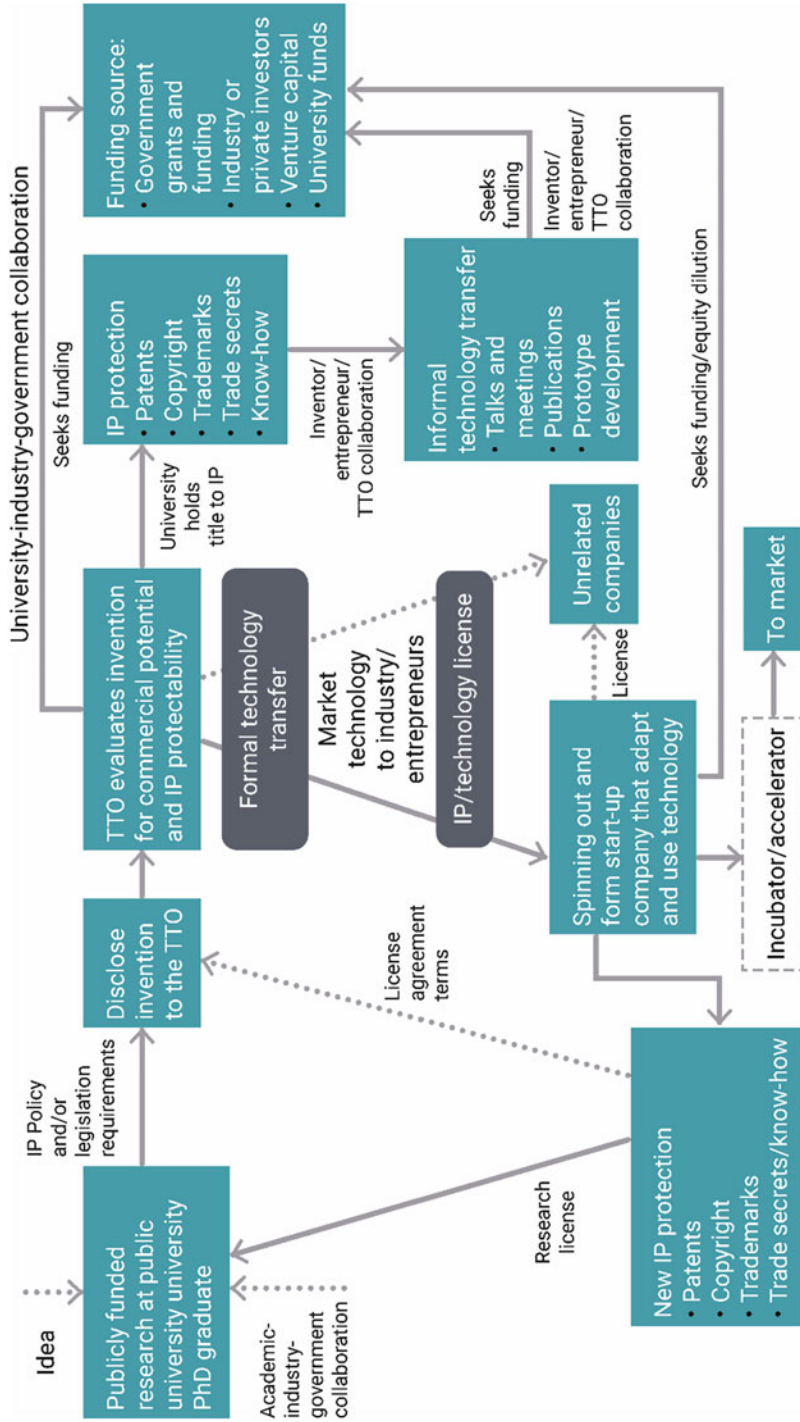 Idea
Publicly funded
research at public
university university
PhD graduate
Academic-
industry-
government
collaboration
IP Policy
and/or
legislation
requirements
Disclose
invention
to the TTO
TTO evaluates invention
for commercial potential
and IP protectability
University-industry-government collaboration
Seeks funding
University
holds
title to IP
IP protection
• Patents
• Copyright
• Trademarks
• Trade secrets
• Know-how
Funding source:
• Government
grants and
funding
• Industry or
private investors
• Venture capital
• University funds
Formal technology
transfer
Market
technology
to industry/
entrepreneurs
IP/technology license
Inventor/
entrepreneur/
TTO collaboration
Informal
technology transfer
• Talks and
meetings
• Publications
• Prototype
development
Seeks
funding
Inventor/
entrepreneur/
TTO
collaboration
License
agreement
terms
Research
license
Unrelated
companies
License
Spinning out and
form start-up
company that adapt
and use technology
Seeks funding/equity dilution
New IP protection
• Patents
• Copyright
• Trademarks
• Trade secrets/know-how
Incubator/accelerator
To market